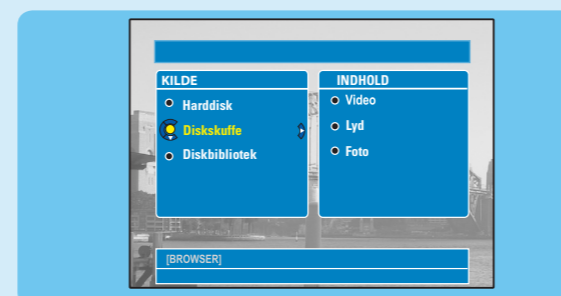 KILDE
Harddisk
Diskskuffe
Diskbibliotek
INDHOLD
Video
Lyd
Foto
[BROWSER]